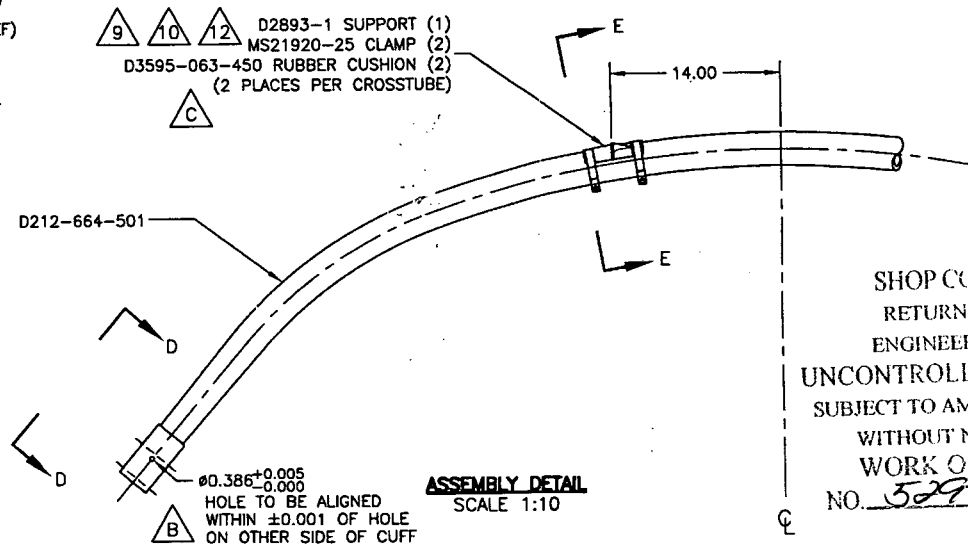 9 10 12 D2893-1 SUPPORT (1)
MS21920-25 CLAMP (2)
D3595-063-450 RUBBER CUSHION (2)
(2 PLACES PER CROSSTUBE)
C
E
14.00
D212-664-501
E
D
D
Ø0.386 +0.005 -0.000
HOLE TO BE ALIGNED
WITHIN ±0.001 OF HOLE
ON OTHER SIDE OF CUFF
B
ASSEMBLY DETAIL
SCALE 1:10
SHOP CO
RETURN
ENGINEE
UNCONTROLL
SUBJECT TO AM
WITHOUT N
WORK O
NO. 529
℄